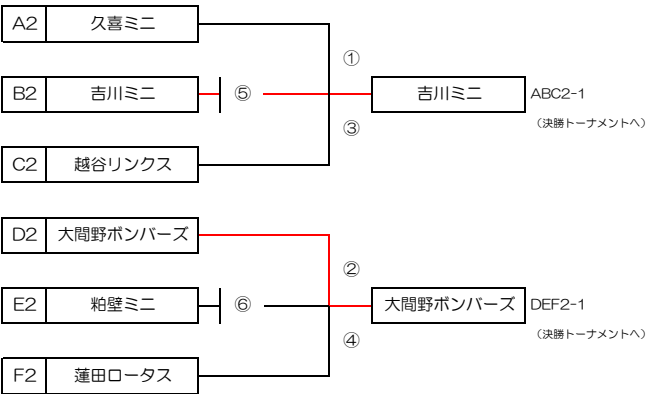 A2 久喜ミニ
①
B2 吉川ミニ ⑤ 吉川ミニ ABC2-1
（決勝トーナメントへ）
③
C2 越谷リンクス
D2 大間野ボンバーズ
②
E2 粕壁ミニ ⑥ 大間野ボンバーズ DEF2-1
（決勝トーナメントへ）
④
F2 蓮田ロータス